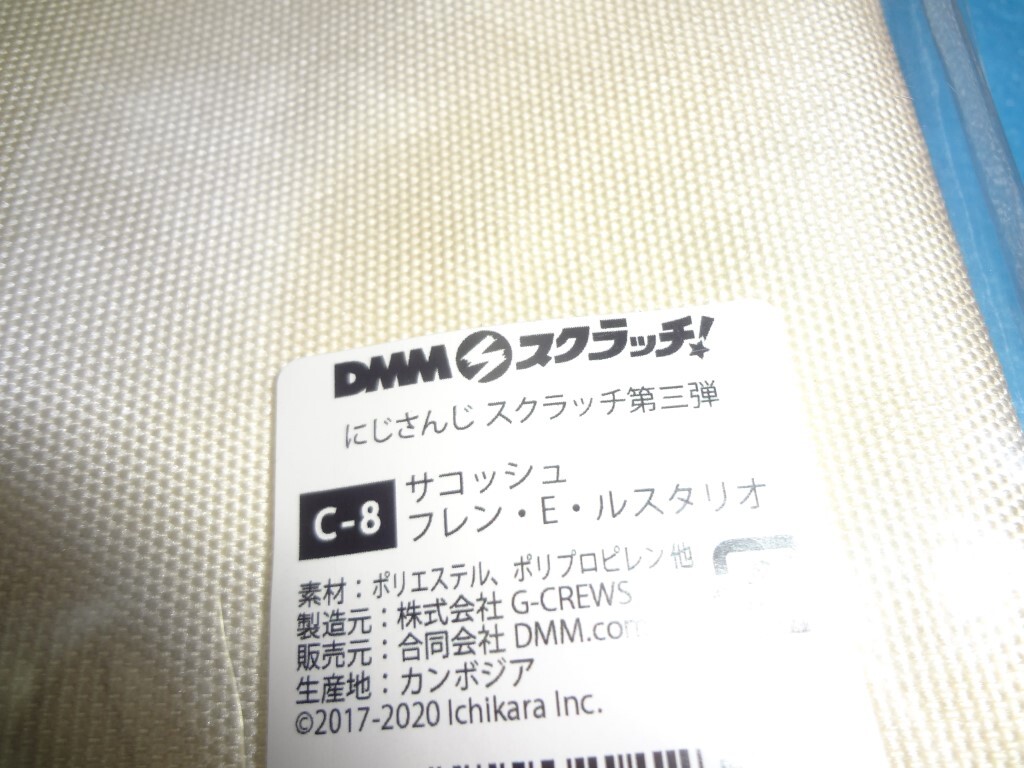 DMM スクラッチ!
にじさんじ スクラッチ第三弾
C-8
サコッシュ
フレン・E・ルスタリオ
素材：ポリエステル、ポリプロピレン 他
製造元：株式会社 G-CREWS
販売元：合同会社 DMM.com
生産地：カンボジア
©2017-2020 Ichikara Inc.